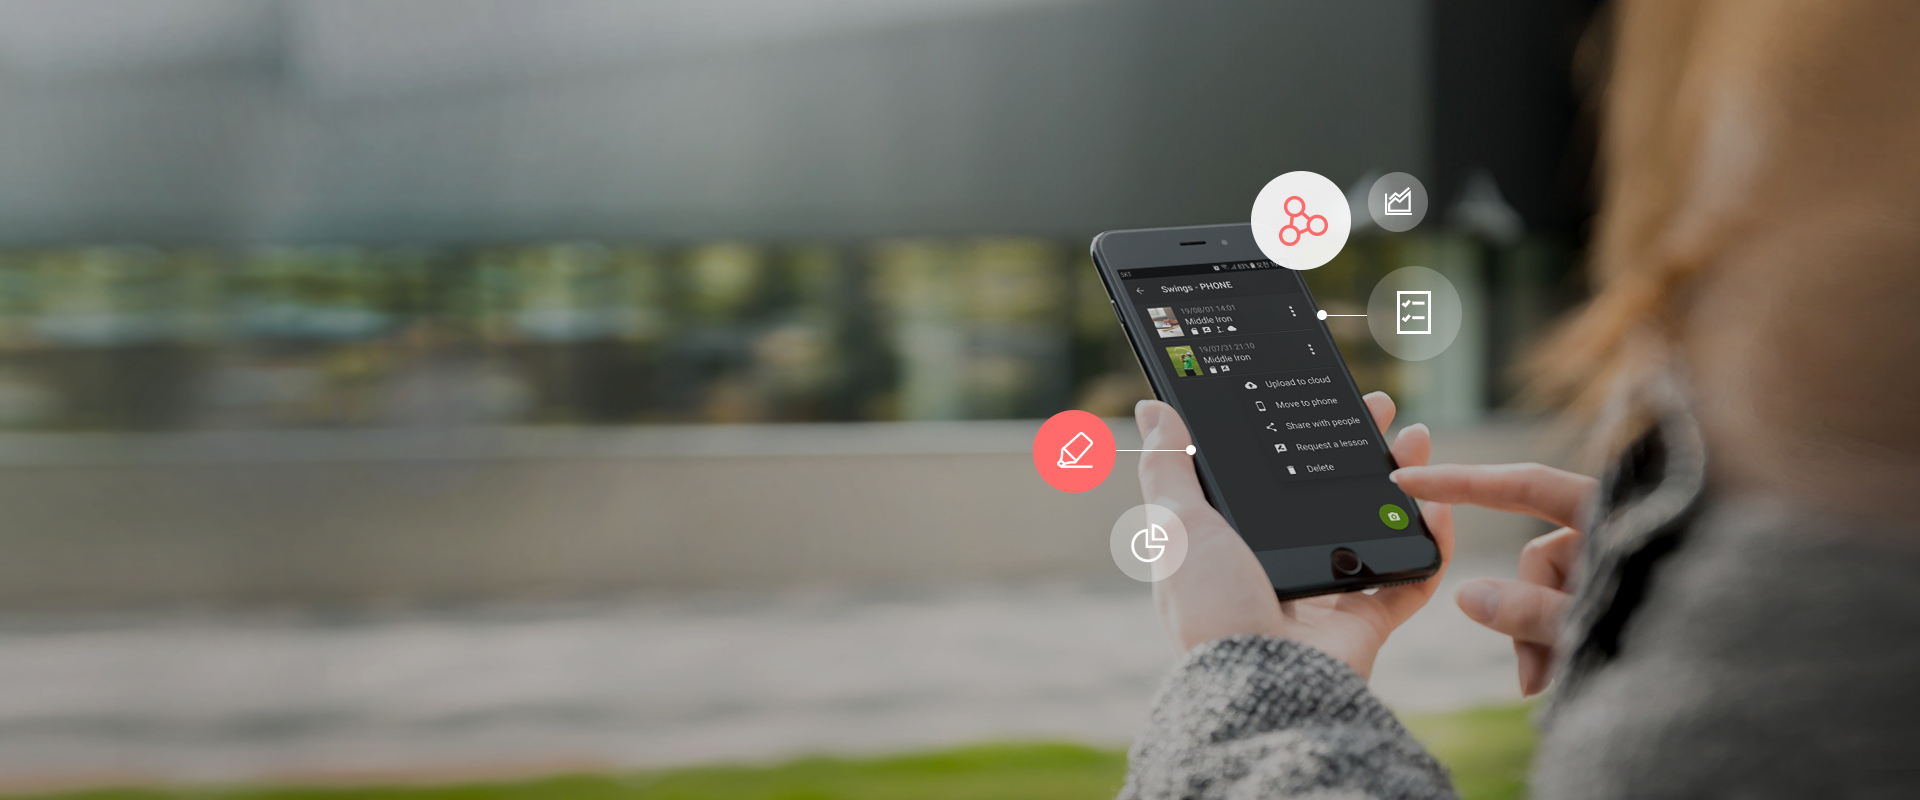 SKT
83%
Swings - PHONE
19/08/01 14:01
Middle Iron
19/07/31 21:10
Middle Iron
Upload to cloud
Move to phone
Share with people
Request a lesson
Delete